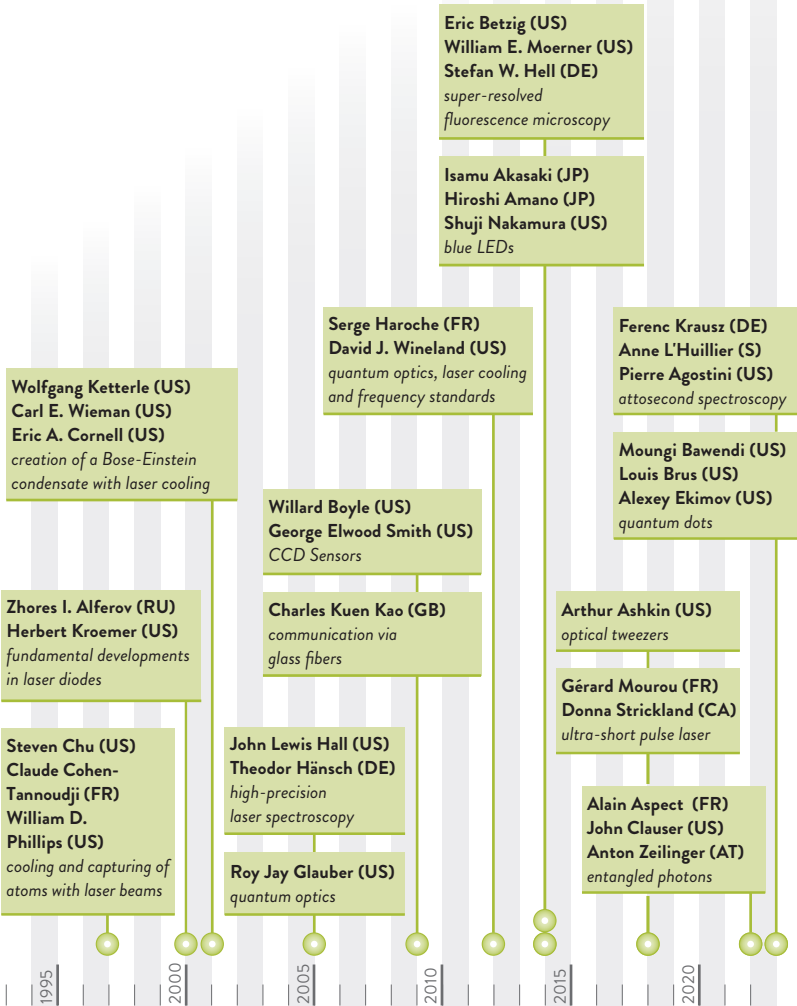 Eric Betzig (US)
William E. Moerner (US)
Stefan W. Hell (DE)
super-resolved
fluorescence microscopy
Isamu Akasaki (JP)
Hiroshi Amano (JP)
Shuji Nakamura (US)
blue LEDs
Serge Haroche (FR)
David J. Wineland (US)
quantum optics, laser cooling
and frequency standards
Ferenc Krausz (DE)
Anne L'Huillier (S)
Pierre Agostini (US)
attosecond spectroscopy
Wolfgang Ketterle (US)
Carl E. Wieman (US)
Eric A. Cornell (US)
creation of a Bose-Einstein
condensate with laser cooling
Moungi Bawendi (US)
Louis Brus (US)
Alexey Ekimov (US)
quantum dots
Willard Boyle (US)
George Elwood Smith (US)
CCD Sensors
Zhores I. Alferov (RU)
Herbert Kroemer (US)
fundamental developments
in laser diodes
Charles Kuen Kao (GB)
communication via
glass fibers
Arthur Ashkin (US)
optical tweezers
Gérard Mourou (FR)
Donna Strickland (CA)
ultra-short pulse laser
Steven Chu (US)
Claude Cohen-
Tannoudji (FR)
William D.
Phillips (US)
cooling and capturing of
atoms with laser beams
John Lewis Hall (US)
Theodor Hänsch (DE)
high-precision
laser spectroscopy
Roy Jay Glauber (US)
quantum optics
Alain Aspect (FR)
John Clauser (US)
Anton Zeilinger (AT)
entangled photons
1995
2000
2005
2010
2015
2020